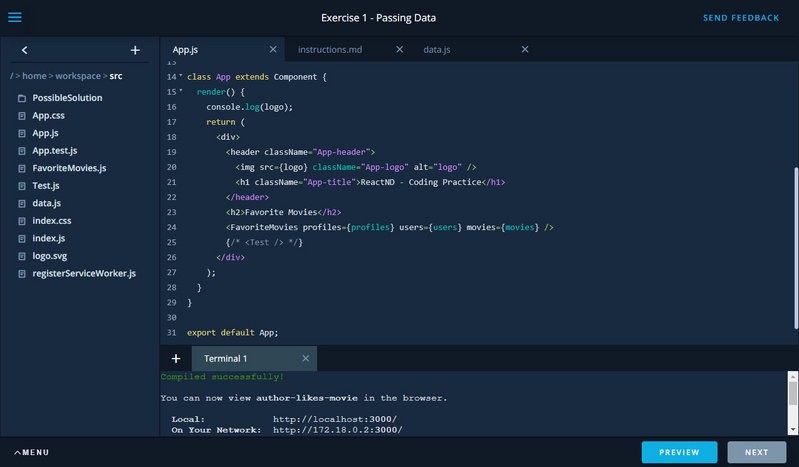 Exercise 1 - Passing Data
SEND FEEDBACK
/ > home > workspace > src
PossibleSolution
App.css
App.js
App.test.js
FavoriteMovies.js
Test.js
data.js
index.css
index.js
logo.svg
registerServiceWorker.js
App.js
instructions.md
data.js
13
14 class App extends Component {
15 render() {
16 console.log(logo);
17 return (
18 <div>
19 <header className="App-header">
20 <img src={logo} className="App-logo" alt="logo" />
21 <h1 className="App-title">ReactND - Coding Practice</h1>
22 </header>
23 <h2>Favorite Movies</h2>
24 <FavoriteMovies profiles={profiles} users={users} movies={movies} />
25 {/* <Test /> */}
26 </div>
27 );
28 }
29 }
30
31 export default App;
Terminal 1
Compiled successfully!
You can now view author-likes-movie in the browser.
Local: http://localhost:3000/
On Your Network: http://172.18.0.2:3000/
MENU
PREVIEW
NEXT